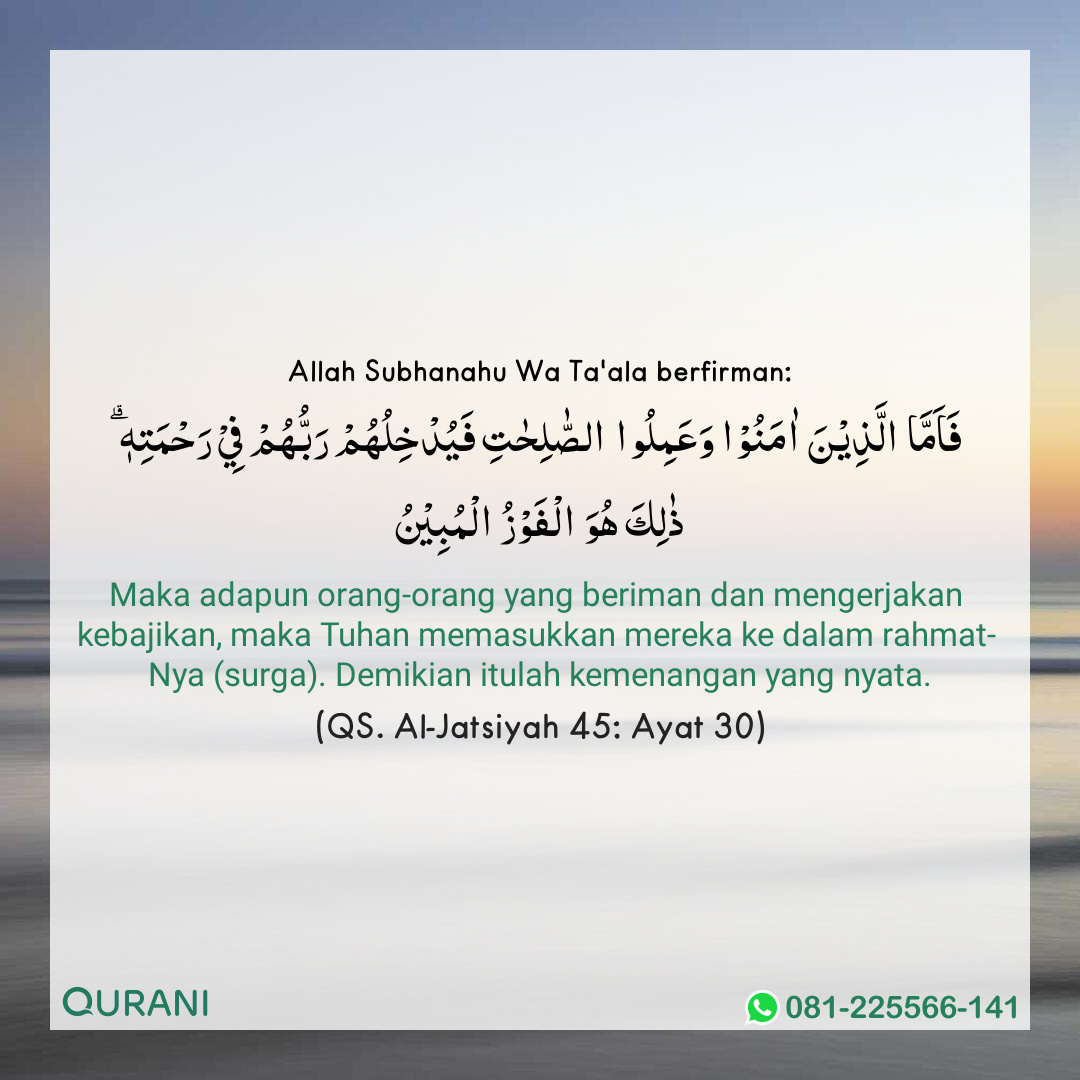 Allah Subhanahu Wa Ta'ala berfirman:
فَاَمَّا الَّذِيْنَ اٰمَنُوْا وَعَمِلُوا الصّٰلِحٰتِ فَيُدْخِلُهُمْ رَبُّهُمْ فِيْ رَحْمَتِهٖۗ
ذٰلِكَ هُوَ الْفَوْزُ الْمُبِيْنُ
Maka adapun orang-orang yang beriman dan mengerjakan
kebajikan, maka Tuhan memasukkan mereka ke dalam rahmat-
Nya (surga). Demikian itulah kemenangan yang nyata.
(QS. Al-Jatsiyah 45: Ayat 30)
QURANI
081-225566-141